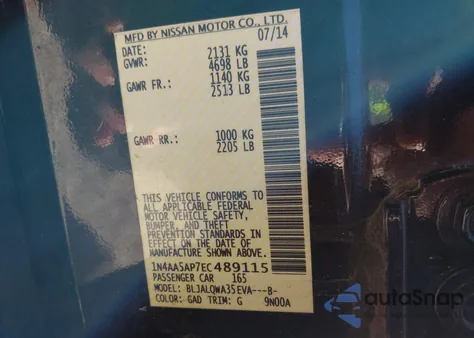 MFD BY NISSAN MOTOR CO., LTD.
DATE: 07/14
GVWR: 2131 KG
4698 LB
GAWR FR.: 1140 KG
2513 LB
GAWR RR.: 1000 KG
2205 LB
THIS VEHICLE CONFORMS TO
ALL APPLICABLE FEDERAL
MOTOR VEHICLE SAFETY,
BUMPER, AND THEFT
PREVENTION STANDARDS IN
EFFECT ON THE DATE OF
MANUFACTURE SHOWN ABOVE.
1N4AA5AP7EC489115
PASSENGER CAR 165
MODEL: BLJALQWA35EVA---B-
COLOR: GAD TRIM: G 9N00A
autoSnap